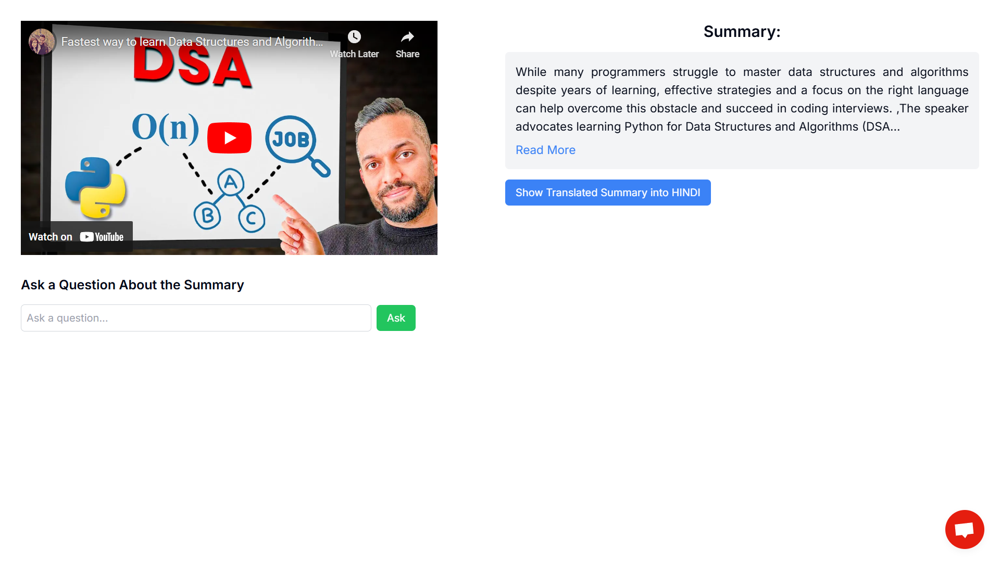 Fastest way to learn Data Structures and Algorith...
Watch Later
Share
DSA
O(n)
JOB
A
B
C
Watch on YouTube
Ask a Question About the Summary
Ask a question...
Ask
Summary:
While many programmers struggle to master data structures and algorithms
despite years of learning, effective strategies and a focus on the right language
can help overcome this obstacle and succeed in coding interviews. ,The speaker
advocates learning Python for Data Structures and Algorithms (DSA...
Read More
Show Translated Summary into HINDI